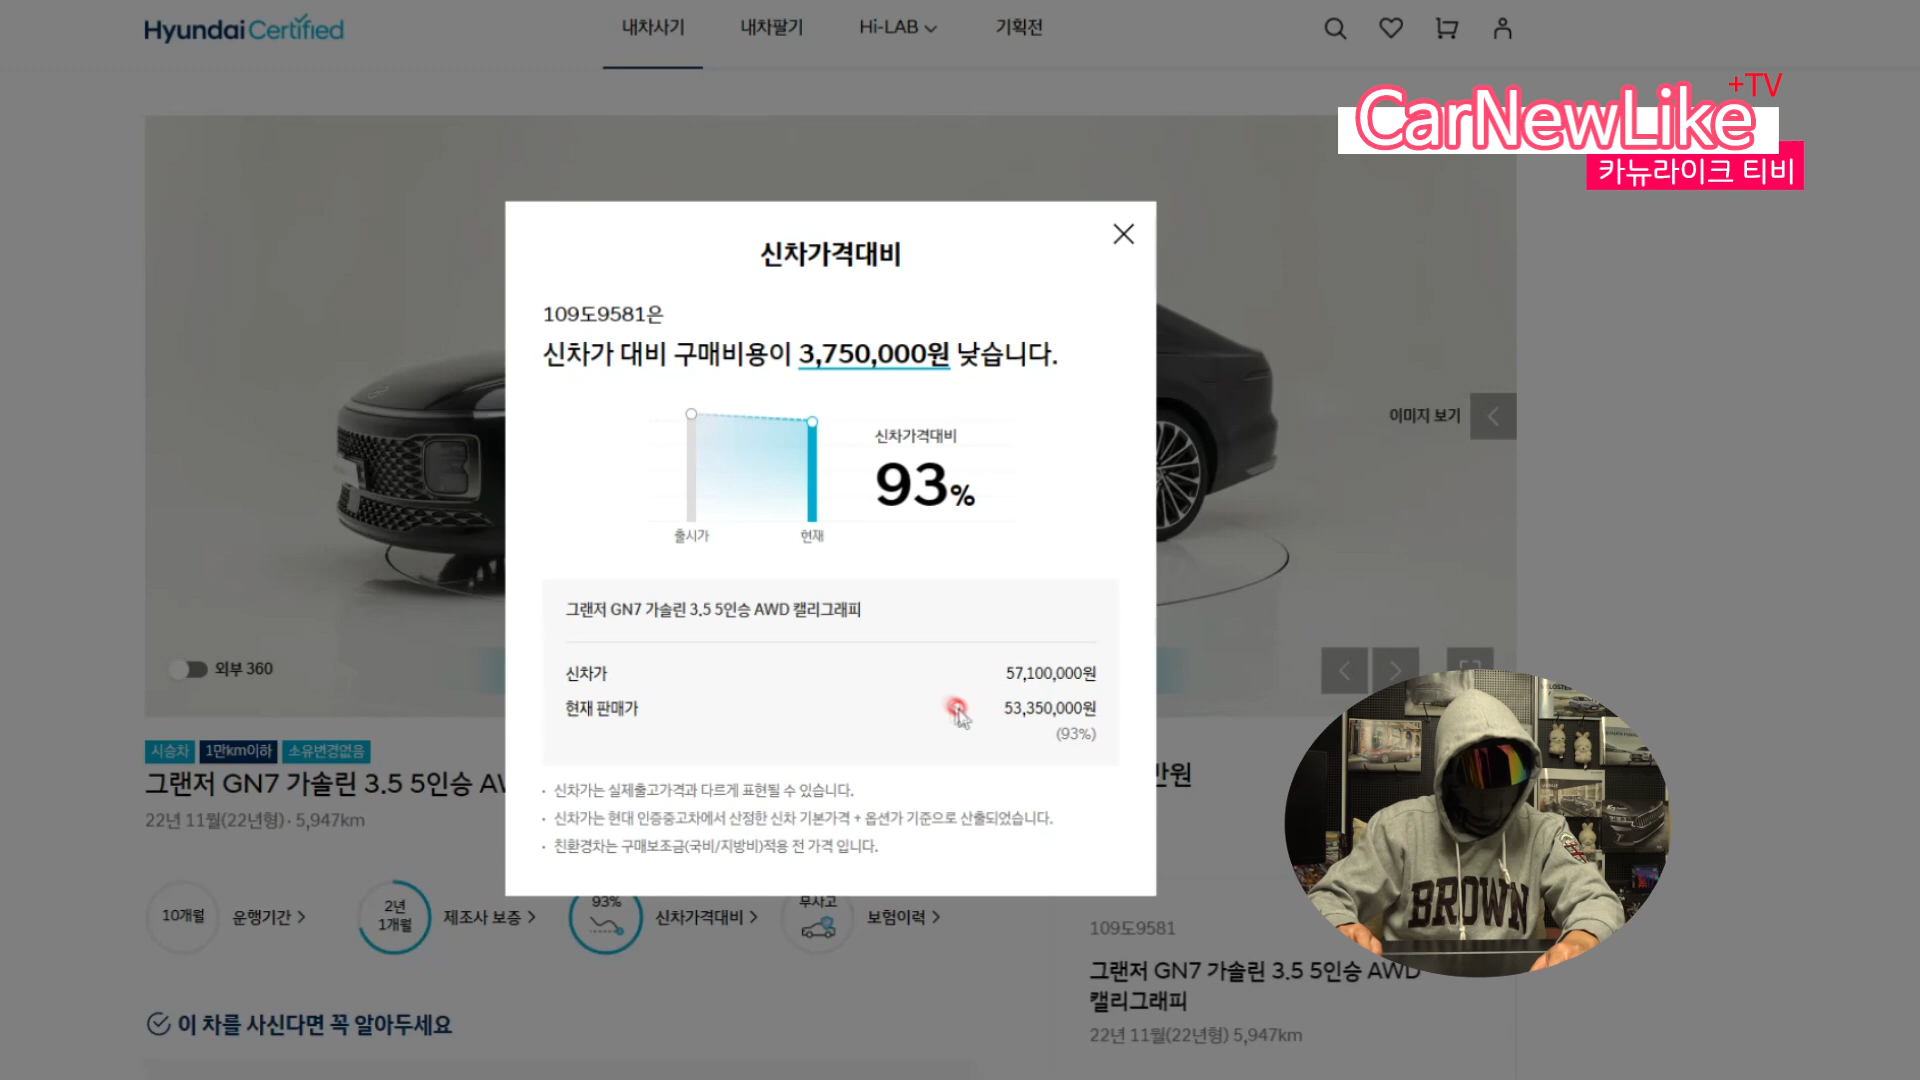 Hyundai Certified
내차사기
내차팔기
Hi-LAB
기획전
+TV
CarNewLike
카뉴라이크 티비
신차가격대비
109도9581은
신차가 대비 구매비용이 3,750,000원 낮습니다.
신차가격대비
93%
출시가
현재
이미지 보기
그랜저 GN7 가솔린 3.5 5인승 AWD 캘리그래피
신차가
57,100,000원
현재 판매가
53,350,000원
(93%)
· 신차가는 실제출고가격과 다르게 표현될 수 있습니다.
· 신차가는 현대 인증중고차에서 산정한 신차 기본가격 + 옵션가 기준으로 산출되었습니다.
· 친환경차는 구매보조금(국비/지방비)적용 전 가격 입니다.
외부 360
시승차
1만km이하
소유변경없음
그랜저 GN7 가솔린 3.5 5인승
22년 11월(22년형) · 5,947km
만원
10개월
운행기간
2년
1개월
제조사 보증
93%
신차가격대비
무사고
보험이력
이 차를 사신다면 꼭 알아두세요
109도9581
그랜저 GN7 가솔린 3.5 5인승 AWD
캘리그래피
22년 11월(22년형) 5,947km
BROWN